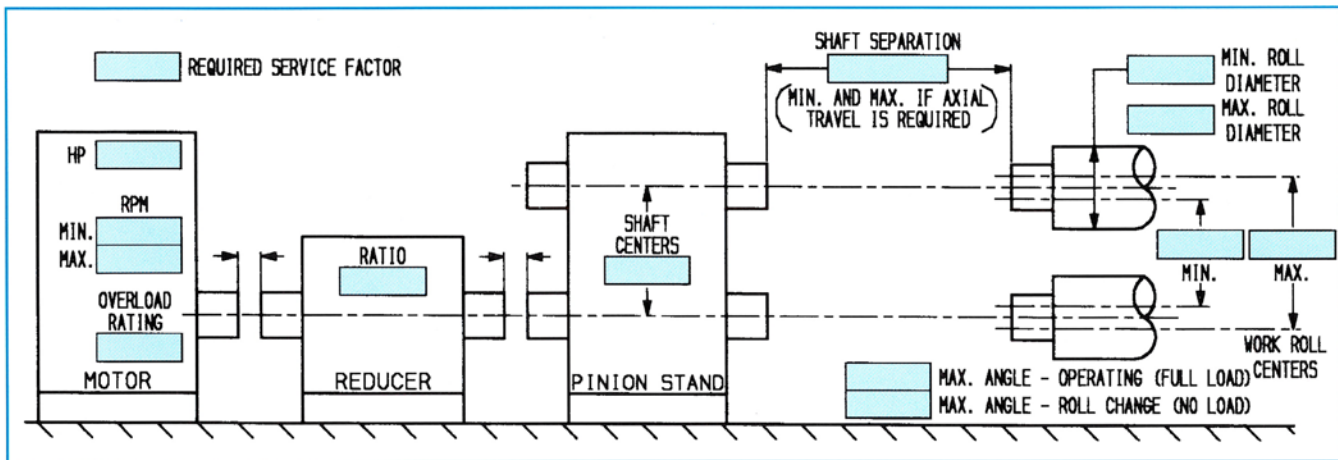 REQUIRED SERVICE FACTOR
SHAFT SEPARATION
(MIN. AND MAX. IF AXIAL
TRAVEL IS REQUIRED)
MIN. ROLL
DIAMETER
MAX. ROLL
DIAMETER
HP
RPM
MIN.
MAX.
OVERLOAD
RATING
MOTOR
RATIO
REDUCER
SHAFT
CENTERS
PINION STAND
MIN.
MAX.
WORK ROLL
CENTERS
MAX. ANGLE - OPERATING (FULL LOAD)
MAX. ANGLE - ROLL CHANGE (NO LOAD)